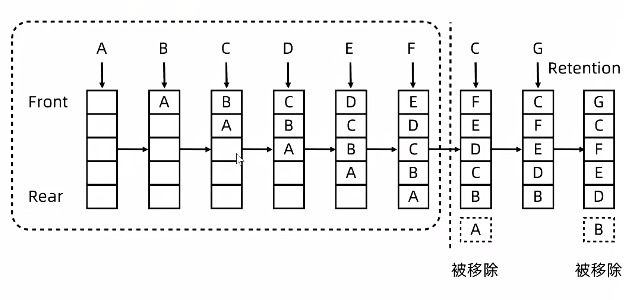 A B C D E F C G
Retention
Front A B C D E F C G
A B C D E F C
A B C D E F
A B C D E
Rear A B B D
A B
被移除 被移除